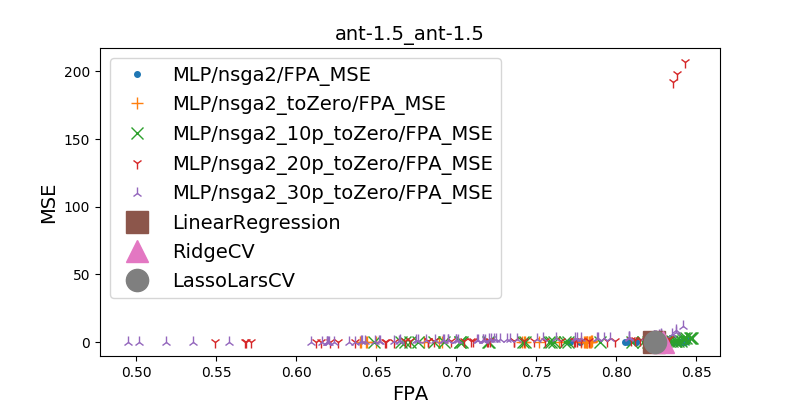 ant-1.5_ant-1.5
MSE
200
150
100
50
0
MLP/nsga2/FPA_MSE
MLP/nsga2_toZero/FPA_MSE
MLP/nsga2_10p_toZero/FPA_MSE
MLP/nsga2_20p_toZero/FPA_MSE
MLP/nsga2_30p_toZero/FPA_MSE
LinearRegression
RidgeCV
LassoLarsCV
0.50 0.55 0.60 0.65 0.70 0.75 0.80 0.85
FPA